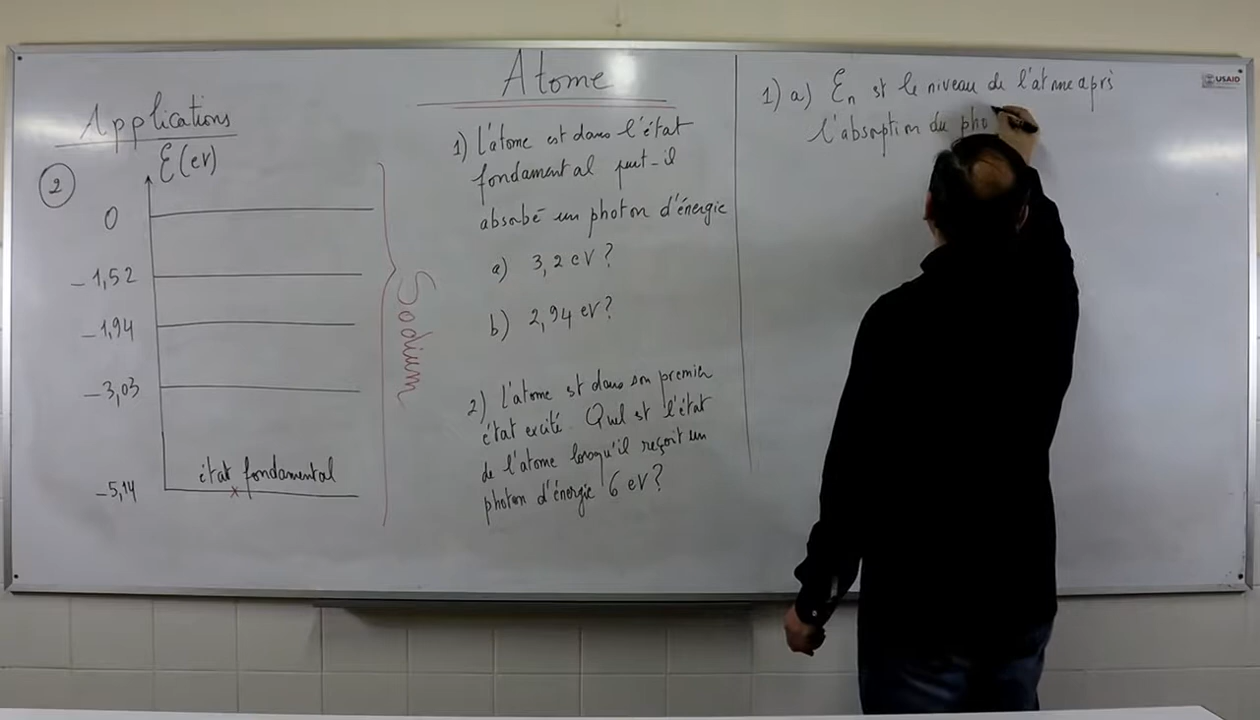 Atome
Applications
2
E(ev)
0
-1,52
-1,94
-3,03
-5,14
état fondamental
Sodium
1) L'atome est dans l'état
fondamental peut-il
absorbé un photon d'énergie
a) 3,2 eV?
b) 2,94 eV?
2) L'atome st dans son premier
état excité. Quel st l'état
de l'atome lorsqu'il reçoit un
photon d'énergie 6 eV?
1) a) En st le niveau de l'atome après
l'absorption du pho
USAID